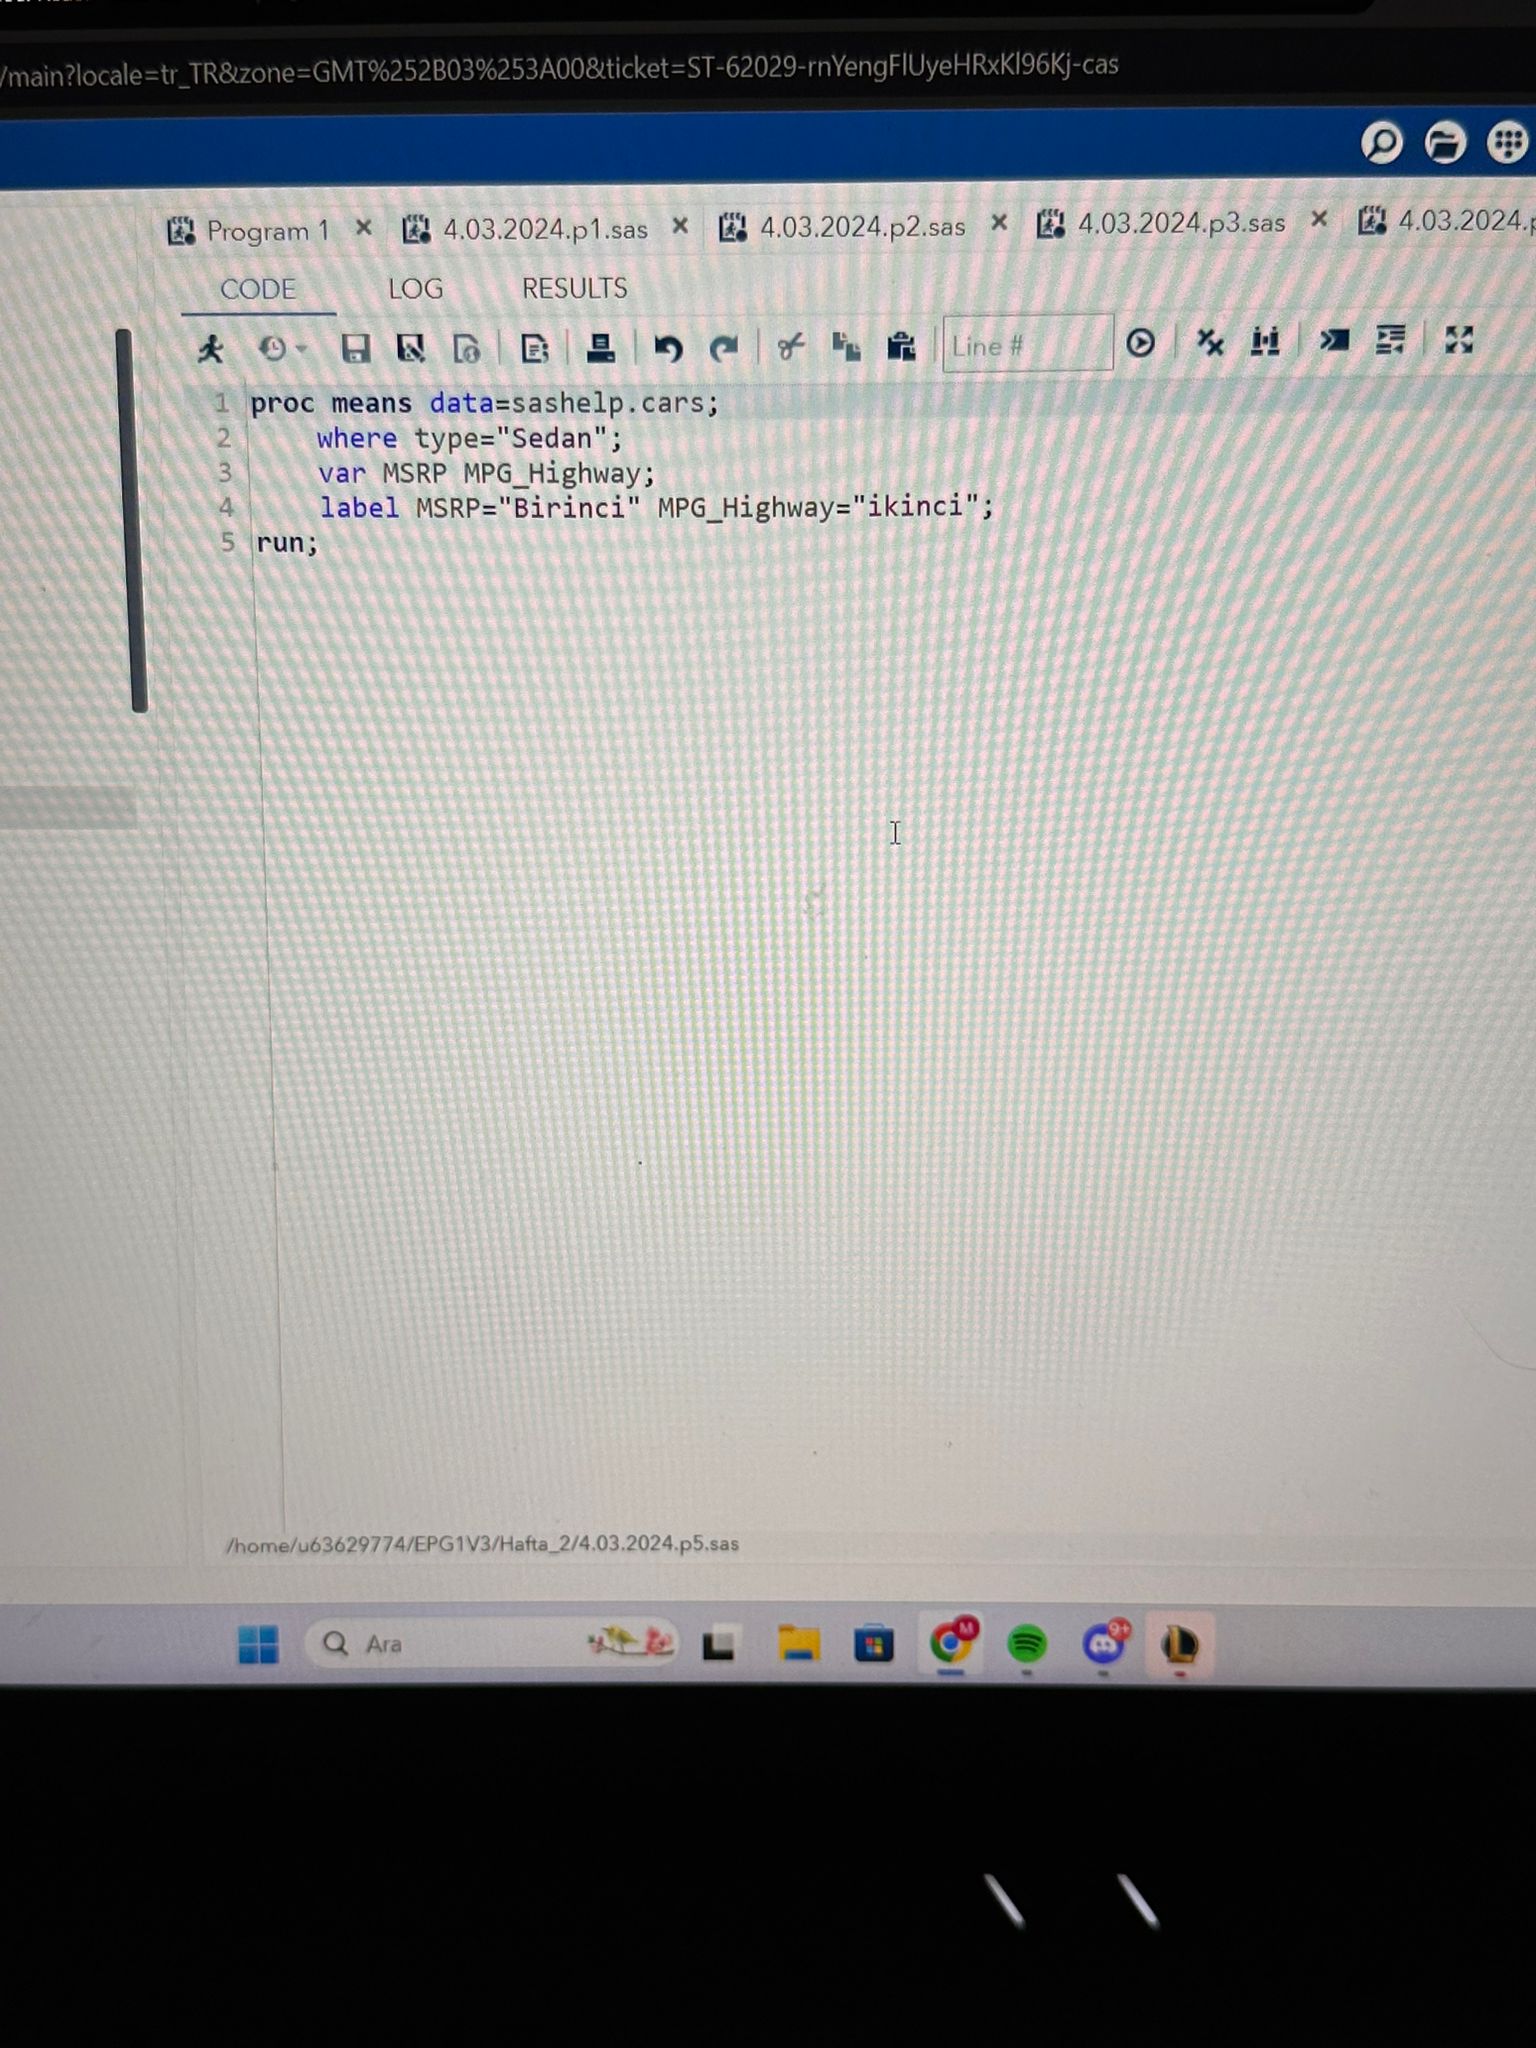 /main?locale=tr_TR&zone=GMT%252B03%253A00&ticket=ST-62029-rnYengFlUyeHRxKl96Kj-cas
Program 1 4.03.2024.p1.sas 4.03.2024.p2.sas 4.03.2024.p3.sas 4.03.2024.p
CODE LOG RESULTS
Line #
1 proc means data=sashelp.cars;
2 where type="Sedan";
3 var MSRP MPG_Highway;
4 label MSRP="Birinci" MPG_Highway="ikinci";
5 run;
/home/u63629774/EPG1V3/Hafta_2/4.03.2024.p5.sas
Ara M 9+